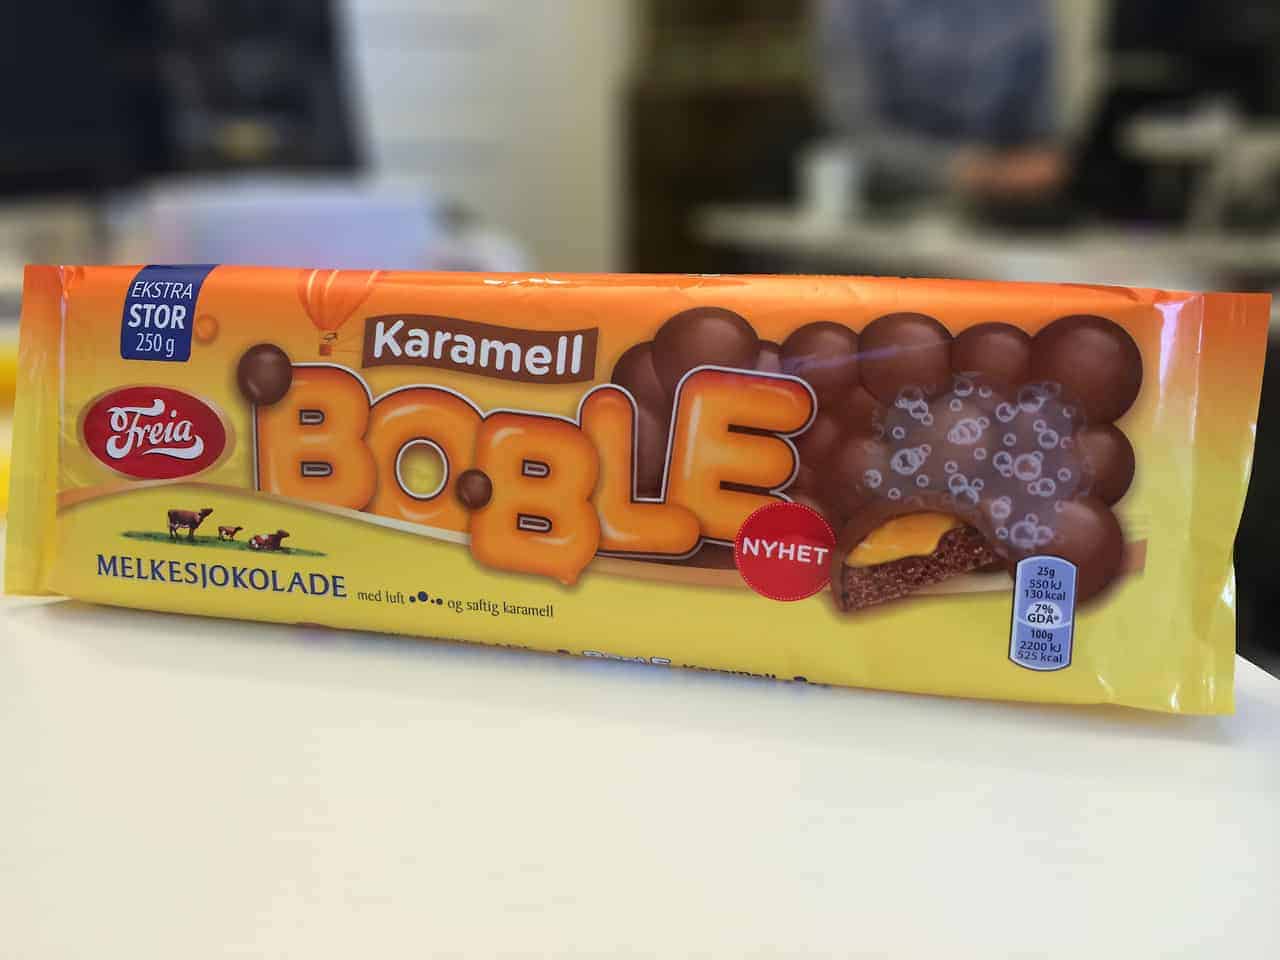 EKSTRA
STOR
250 g
Karamell
Freia
BOBLE
NYHET
MELKESJOKOLADE med luft og saftig karamell
25g
550 kJ
130 kcal
7%
GDA*
100g
2200 kJ
525 kcal
Karamell